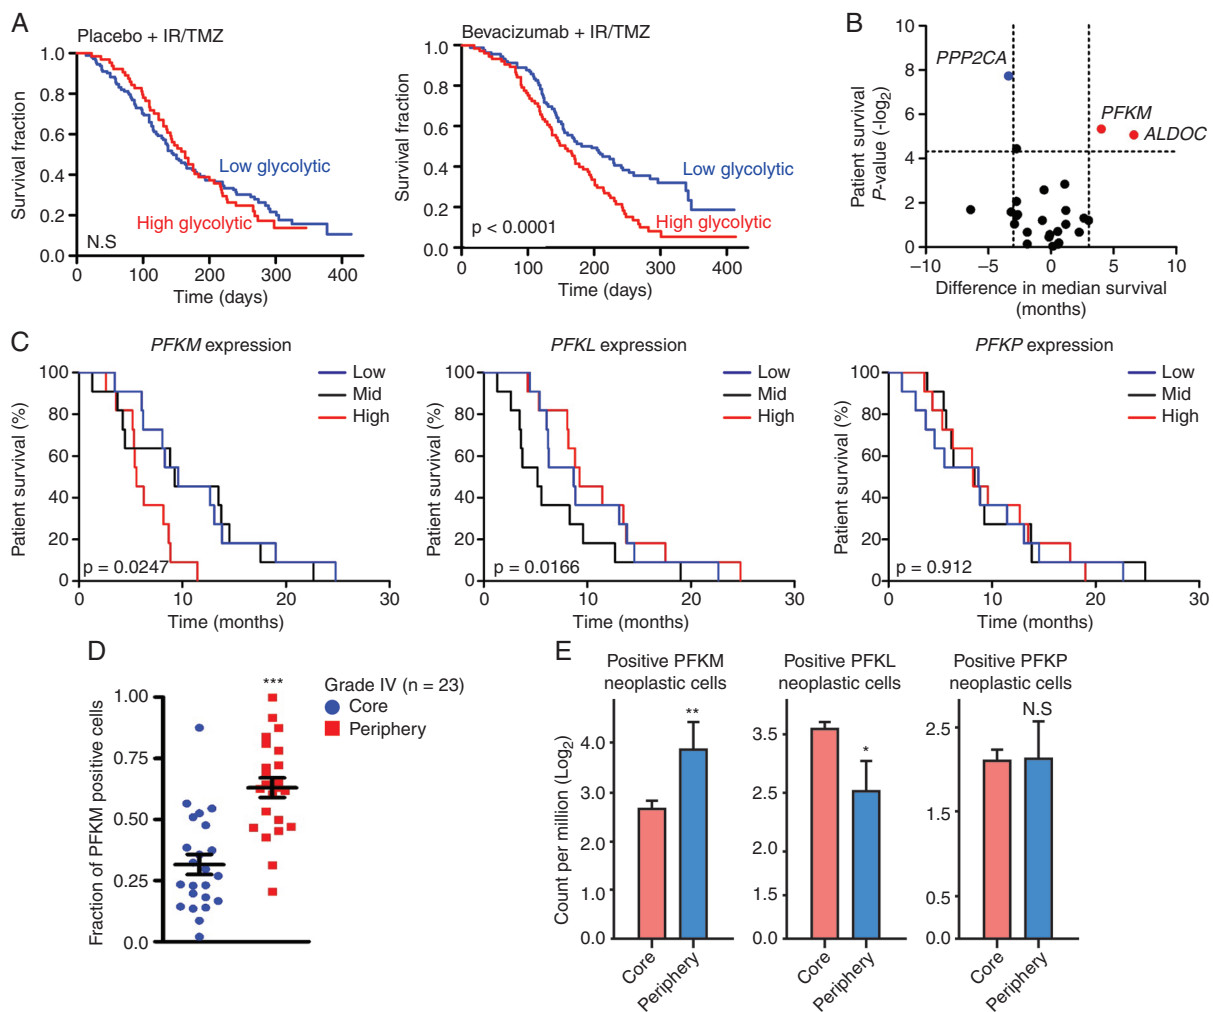 A
Placebo + IR/TMZ
Survival fraction
1.0
0.8
0.6
0.4
0.2
0.0
Low glycolytic
High glycolytic
N.S
0
100
200
300
400
Time (days)
Bevacizumab + IR/TMZ
Survival fraction
1.0
0.8
0.6
0.4
0.2
0.0
Low glycolytic
High glycolytic
p < 0.0001
0
100
200
300
400
Time (days)
B
Patient survival
P-value (-log2)
10
8
6
4
2
0
PPP2CA
PFKM
ALDOC
−10
−5
0
5
10
Difference in median survival
(months)
C
PFKM expression
Patient survival (%)
100
80
60
40
20
0
Low
Mid
High
p = 0.0247
0
10
20
30
Time (months)
PFKL expression
Patient survival (%)
100
80
60
40
20
0
Low
Mid
High
p = 0.0166
0
10
20
30
Time (months)
PFKP expression
Patient survival (%)
100
80
60
40
20
0
Low
Mid
High
p = 0.912
0
10
20
30
Time (months)
D
Fraction of PFKM positive cells
1.00
0.75
0.50
0.25
0.0
***
Grade IV (n = 23)
Core
Periphery
E
Positive PFKM
neoplastic cells
Count per million (Log2)
4.0
3.0
2.0
1.0
0.0
**
Core
Periphery
Positive PFKL
neoplastic cells
3.5
2.5
2.0
1.5
0.0
*
Core
Periphery
Positive PFKP
neoplastic cells
2.5
1.5
0.5
0.0
N.S
Core
Periphery